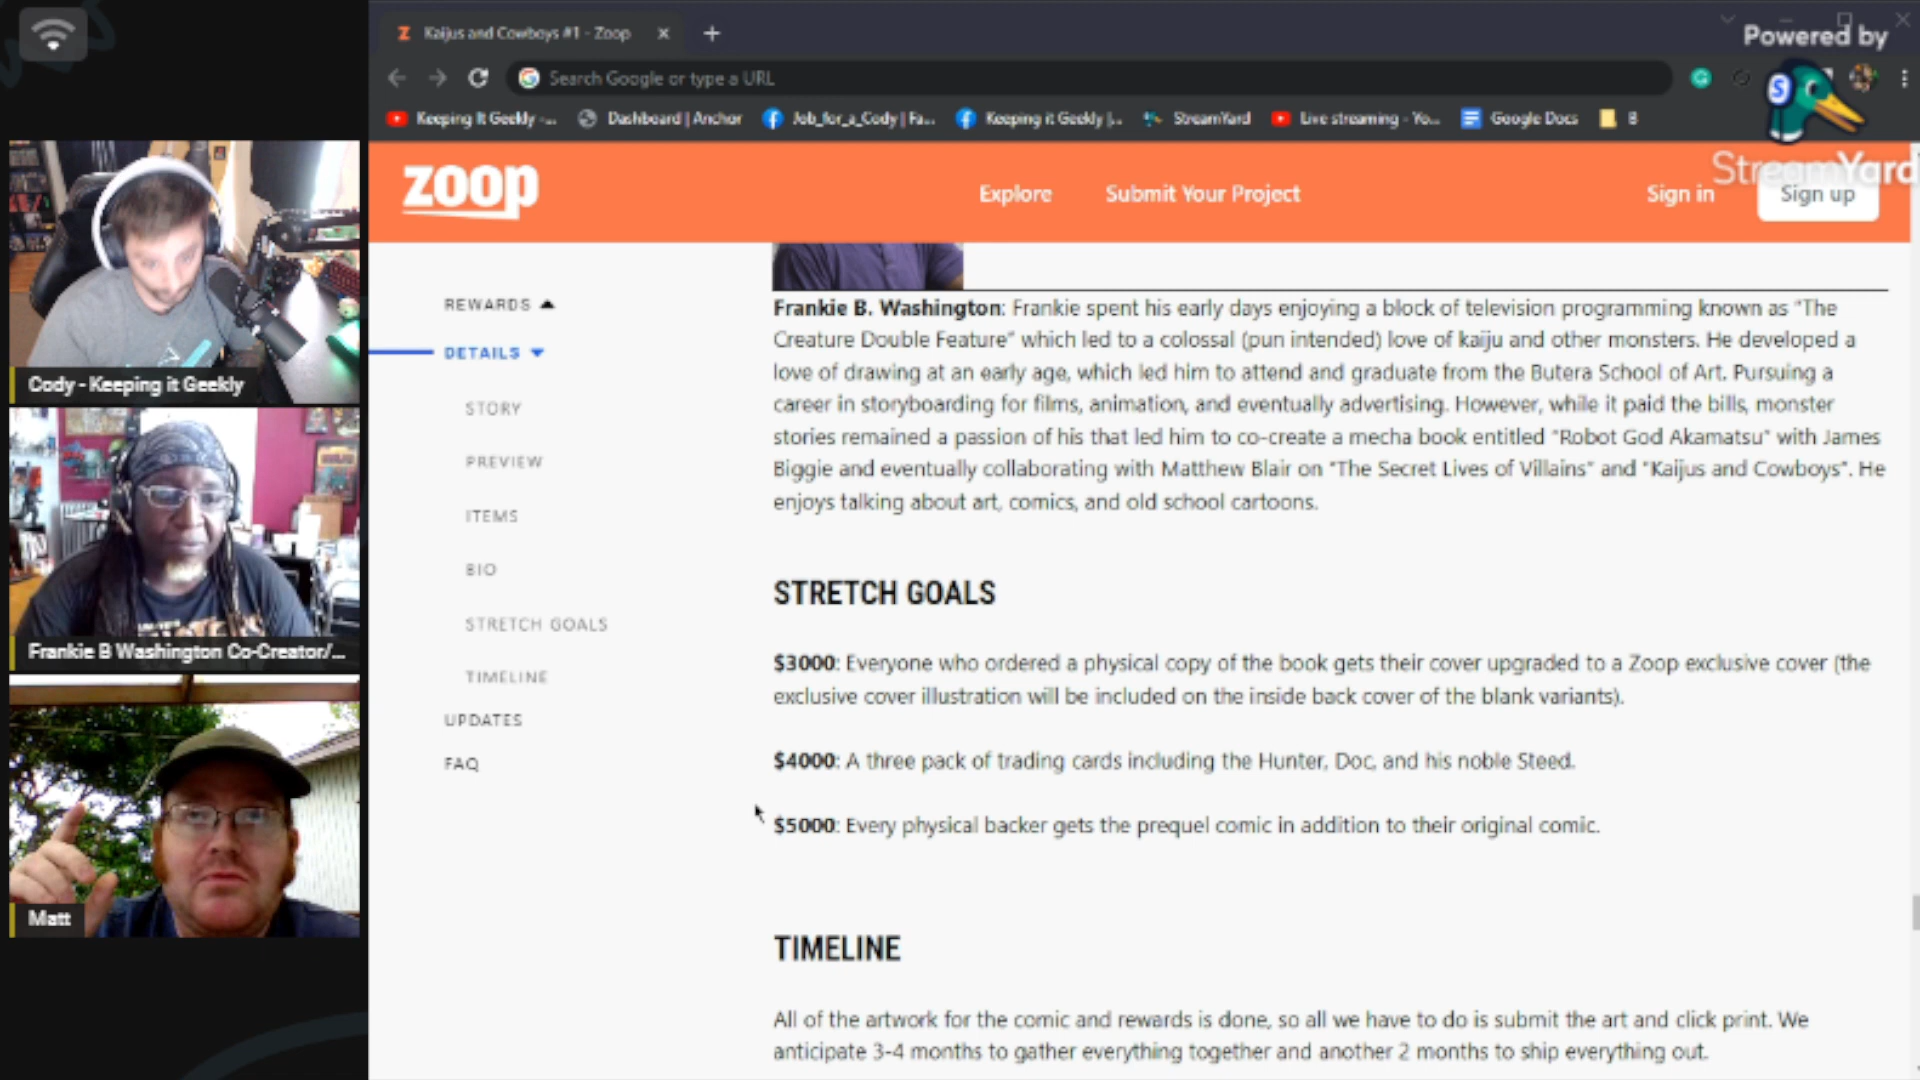 Kaijus and Cowboys #1 - Zoop
Powered by
Search Google or type a URL
S
Keeping It Geekly -...
Dashboard | Anchor
Job_for_a_Cody | Fa...
Keeping it Geekly |...
StreamYard
Live streaming - Yo...
Google Docs
B
StreamYard
zoop
Explore
Submit Your Project
Sign in
Sign up
Cody - Keeping it Geekly
Frankie B Washington Co-Creator/...
Matt
REWARDS
DETAILS
STORY
PREVIEW
ITEMS
BIO
STRETCH GOALS
TIMELINE
UPDATES
FAQ
Frankie B. Washington: Frankie spent his early days enjoying a block of television programming known as "The
Creature Double Feature" which led to a colossal (pun intended) love of kaiju and other monsters. He developed a
love of drawing at an early age, which led him to attend and graduate from the Butera School of Art. Pursuing a
career in storyboarding for films, animation, and eventually advertising. However, while it paid the bills, monster
stories remained a passion of his that led him to co-create a mecha book entitled "Robot God Akamatsu" with James
Biggie and eventually collaborating with Matthew Blair on "The Secret Lives of Villains" and "Kaijus and Cowboys". He
enjoys talking about art, comics, and old school cartoons.
STRETCH GOALS
$3000: Everyone who ordered a physical copy of the book gets their cover upgraded to a Zoop exclusive cover (the
exclusive cover illustration will be included on the inside back cover of the blank variants).
$4000: A three pack of trading cards including the Hunter, Doc, and his noble Steed.
$5000: Every physical backer gets the prequel comic in addition to their original comic.
TIMELINE
All of the artwork for the comic and rewards is done, so all we have to do is submit the art and click print. We
anticipate 3-4 months to gather everything together and another 2 months to ship everything out.